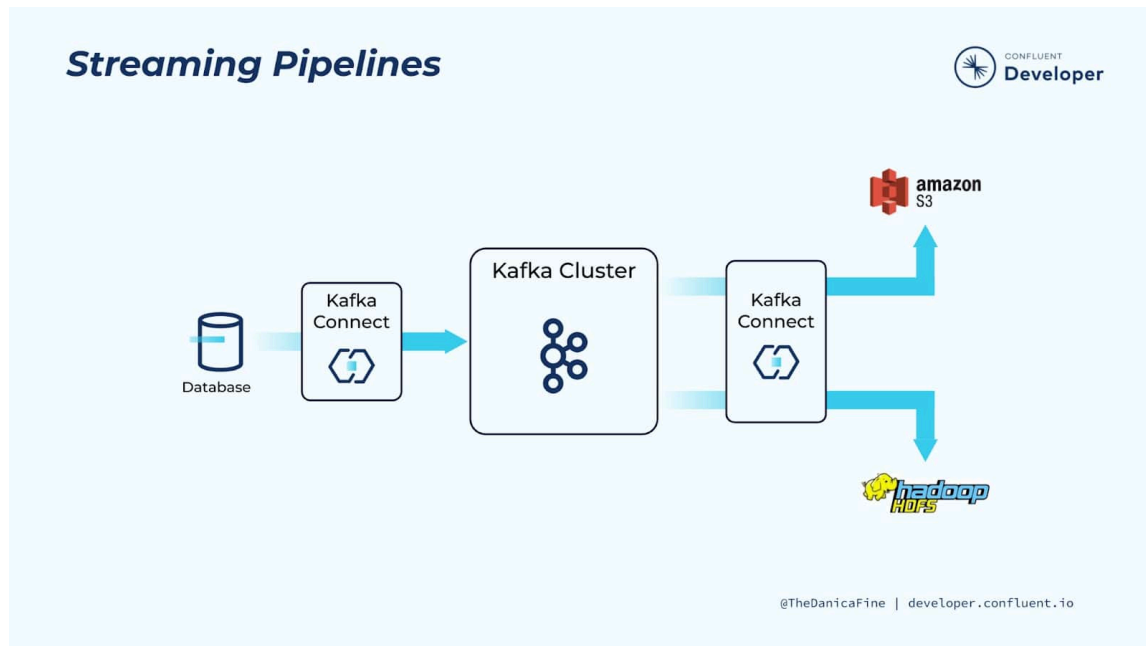 Streaming Pipelines
CONFLUENT
Developer
amazon
S3
Kafka Cluster
Kafka
Connect
Kafka
Connect
Database
hadoop
HDFS
@TheDanicaFine | developer.confluent.io